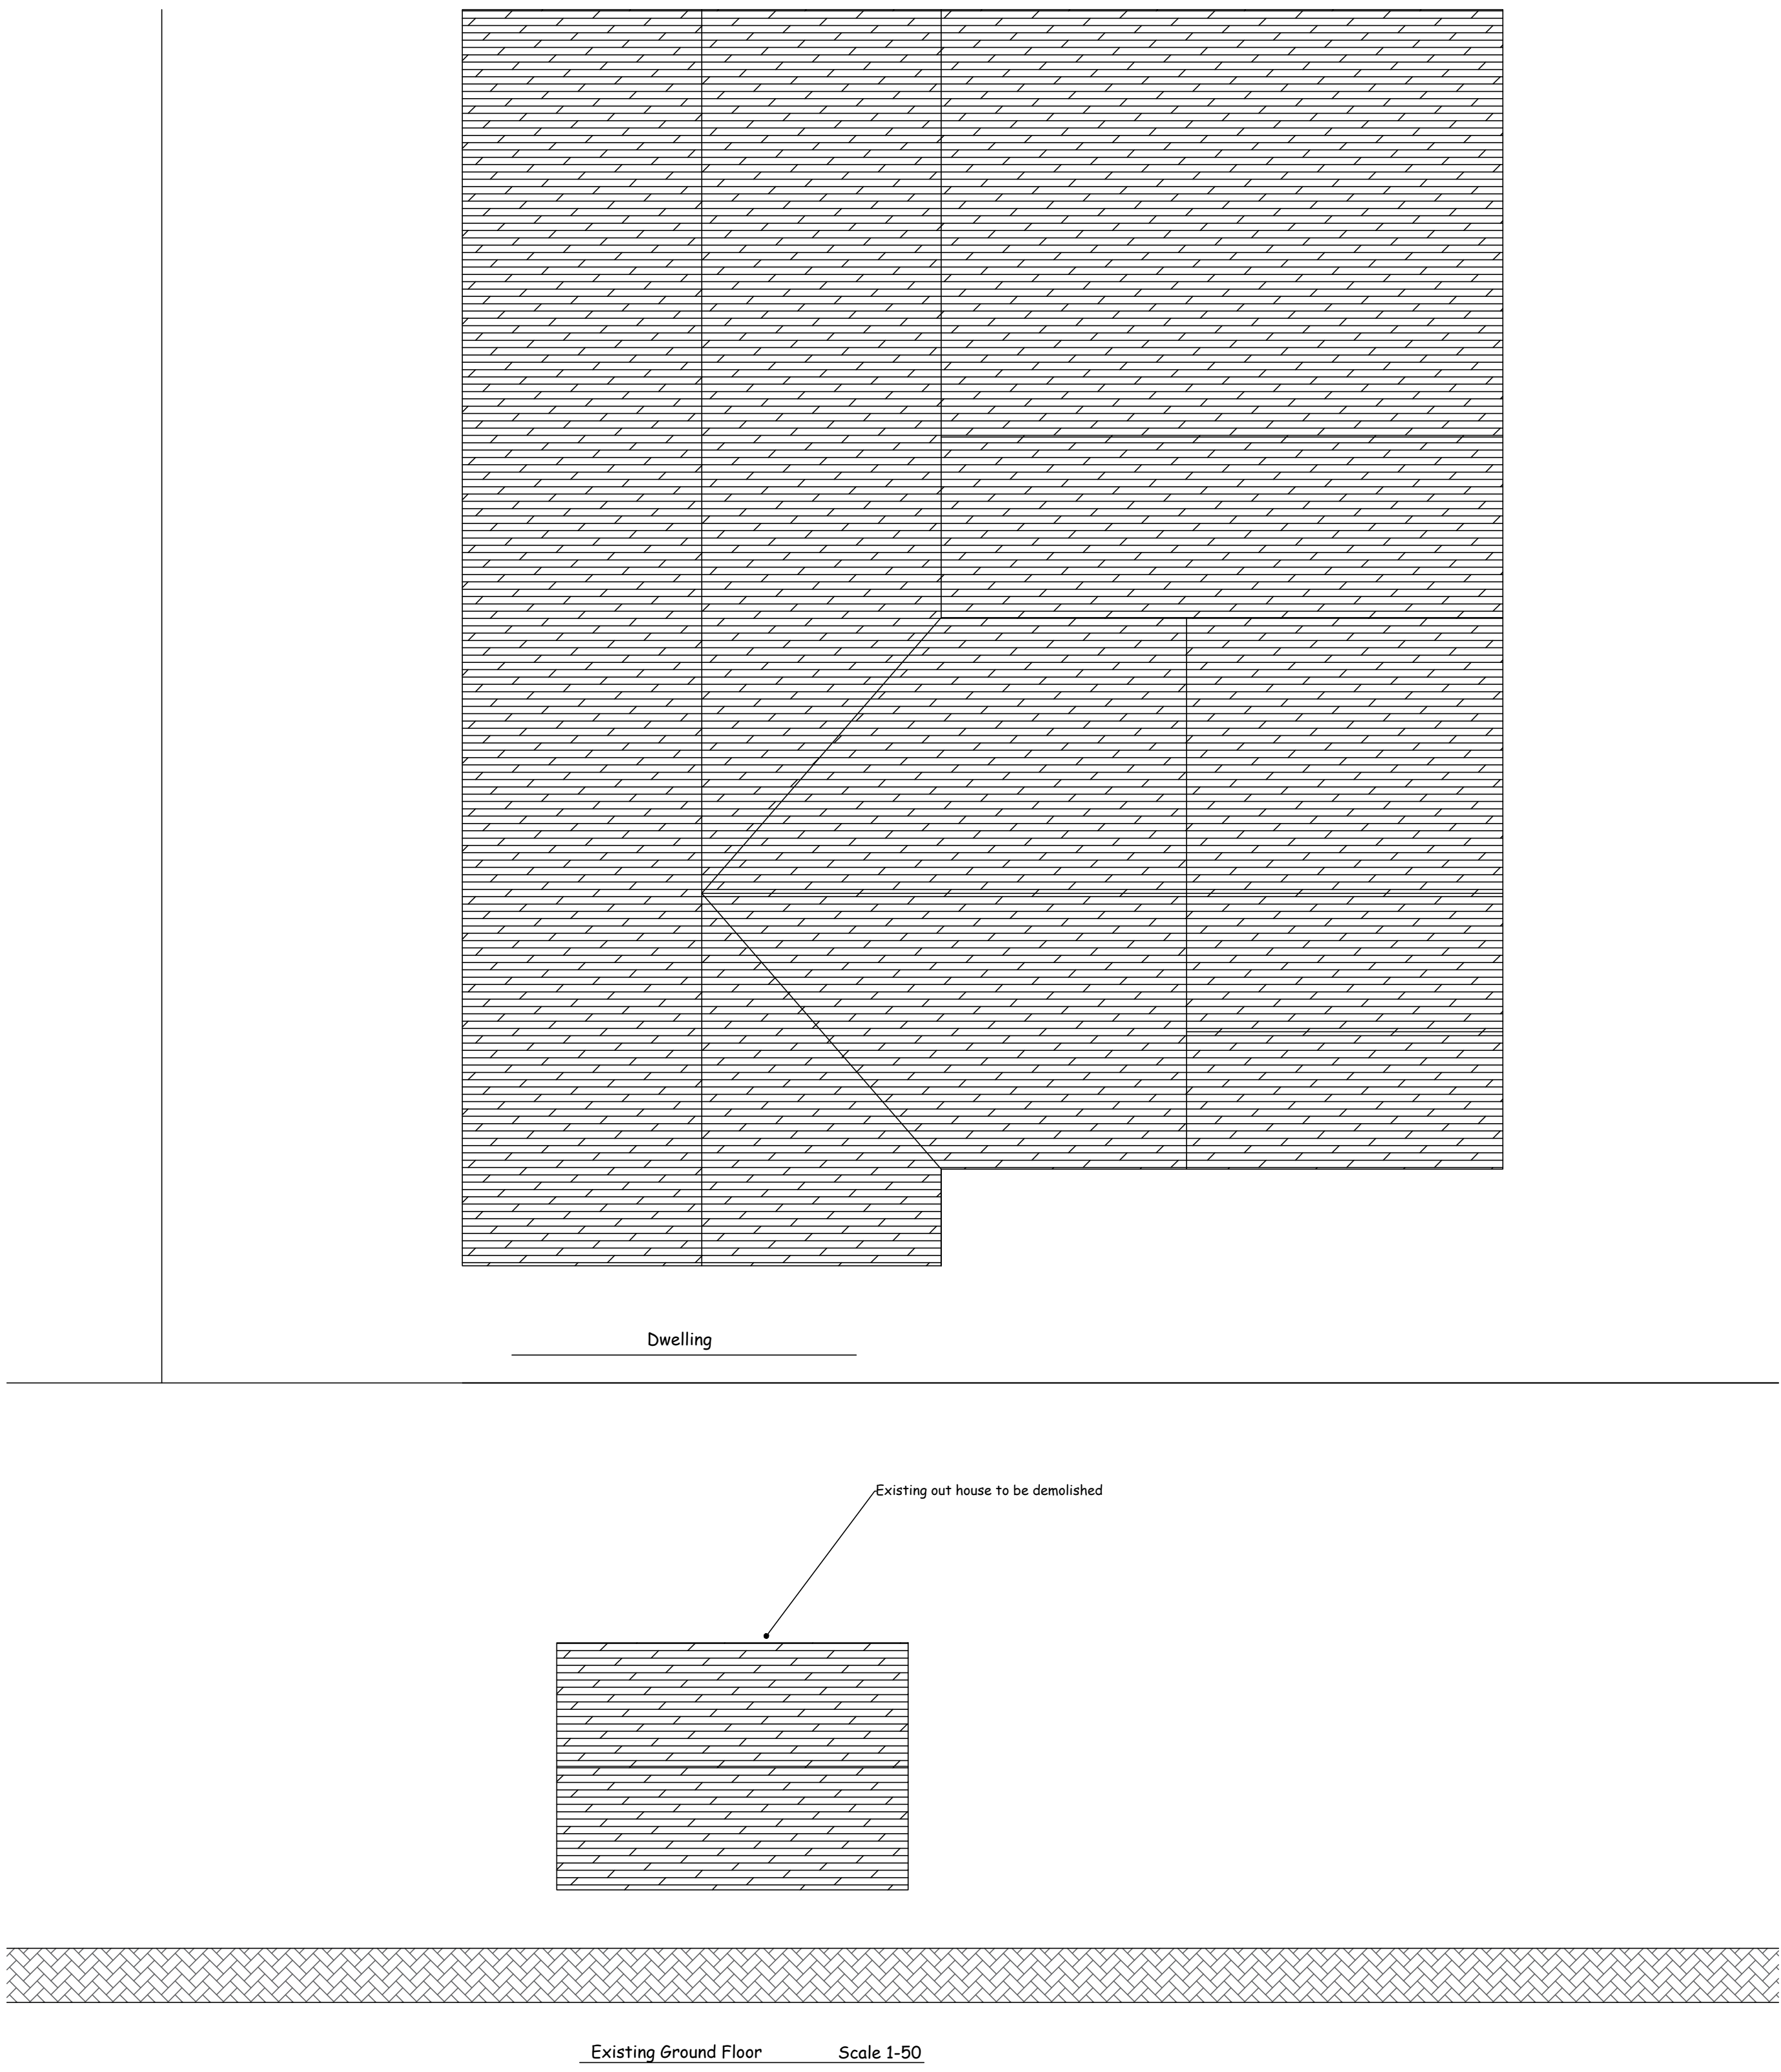 Dwelling
Existing out house to be demolished
Existing Ground Floor Scale 1-50